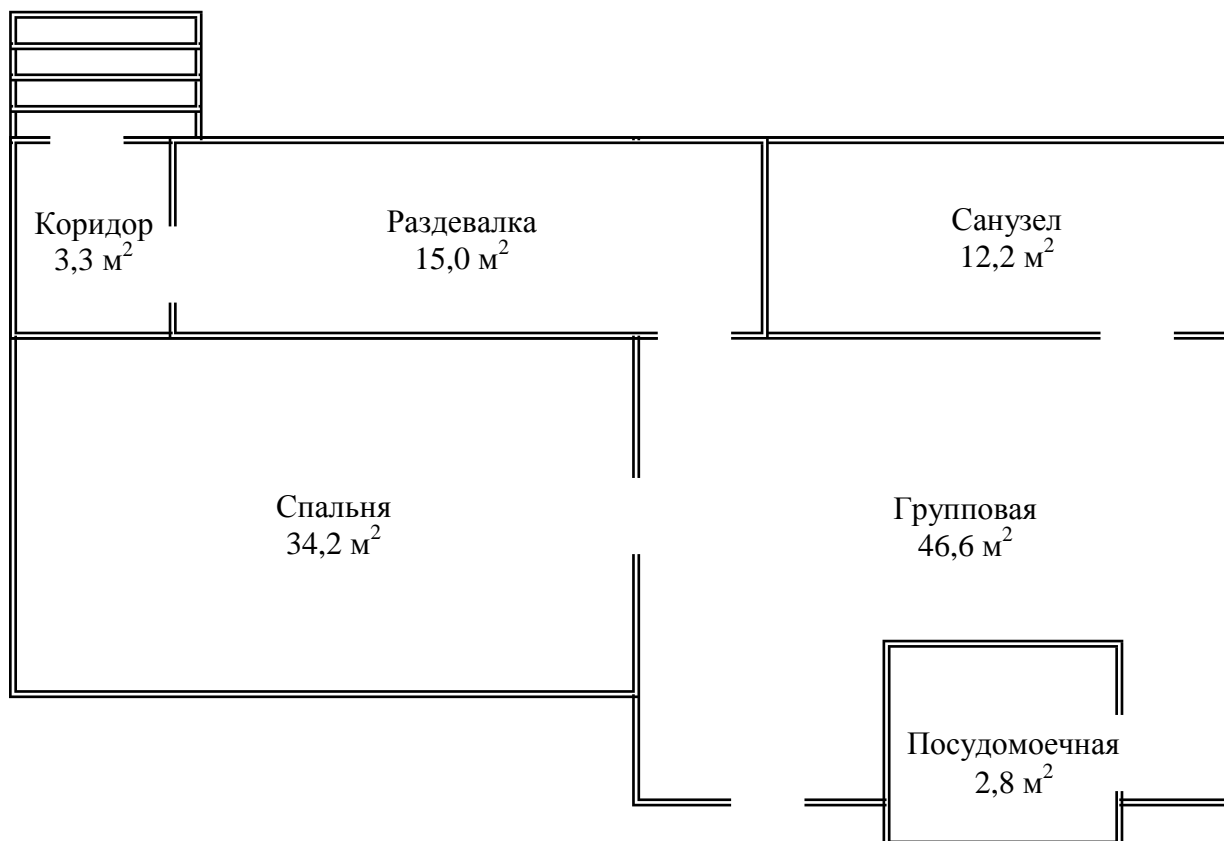 Коридор
3,3 м²
Раздевалка
15,0 м²
Санузел
12,2 м²
Спальня
34,2 м²
Групповая
46,6 м²
Посудомоечная
2,8 м²